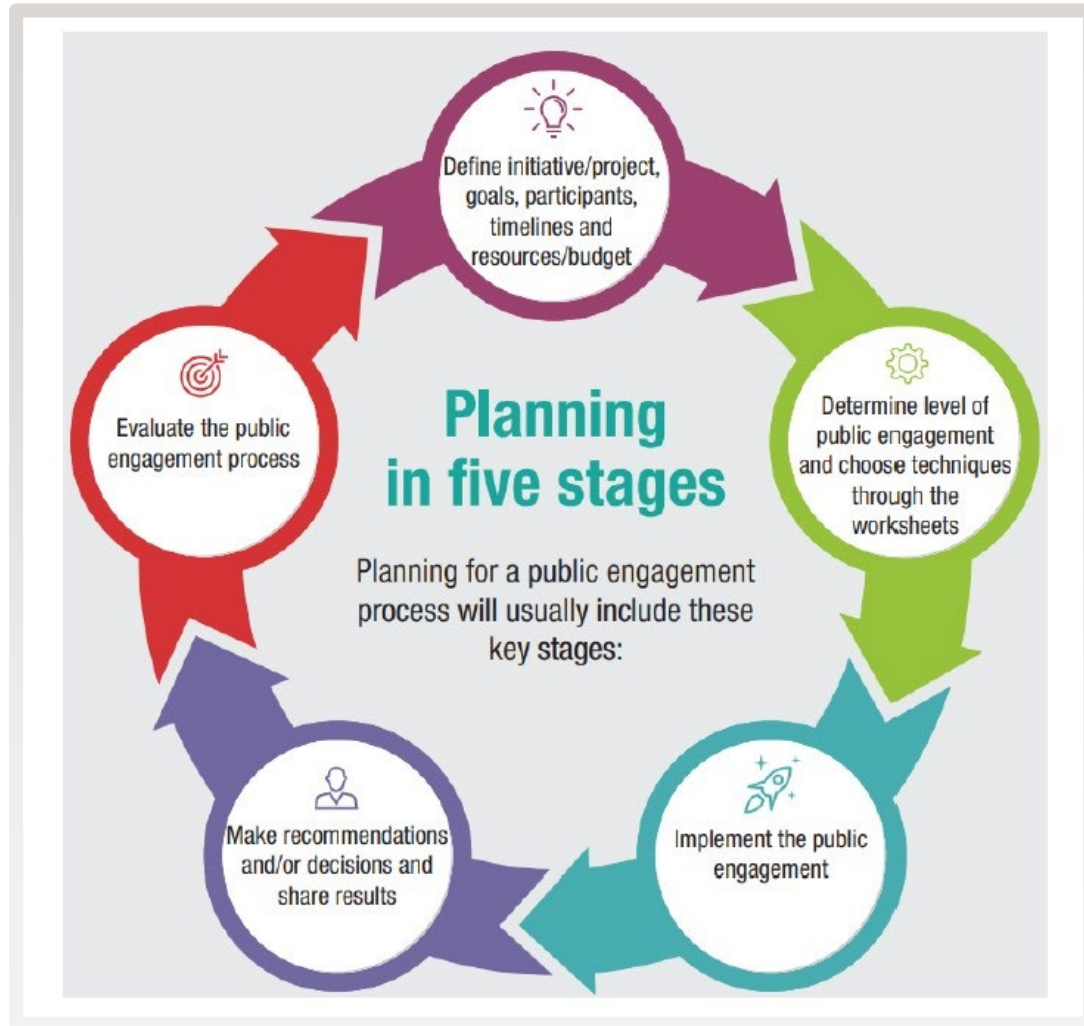 Define initiative/project,
goals, participants,
timelines and
resources/budget
Evaluate the public
engagement process
Planning
in five stages
Determine level of
public engagement
and choose techniques
through the
worksheets
Planning for a public engagement
process will usually include these
key stages:
Make recommendations
and/or decisions and
share results
Implement the public
engagement